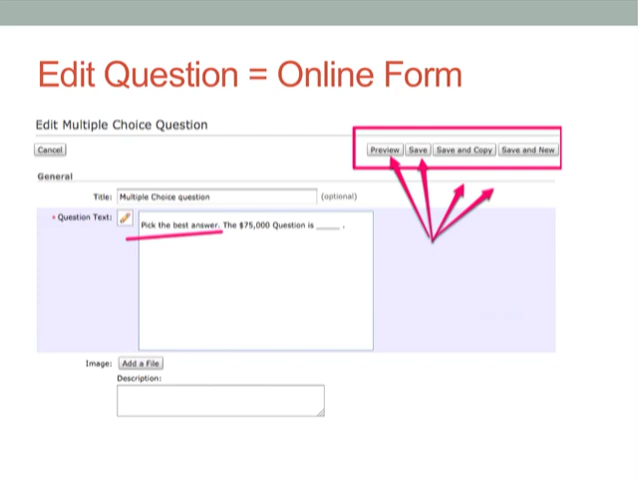 Edit Question = Online Form
Edit Multiple Choice Question
Cancel Preview Save Save and Copy Save and New
General
Title: Multiple Choice question (optional)
* Question Text: Pick the best answer. The $75,000 Question is _____ .
Image: Add a File
Description: